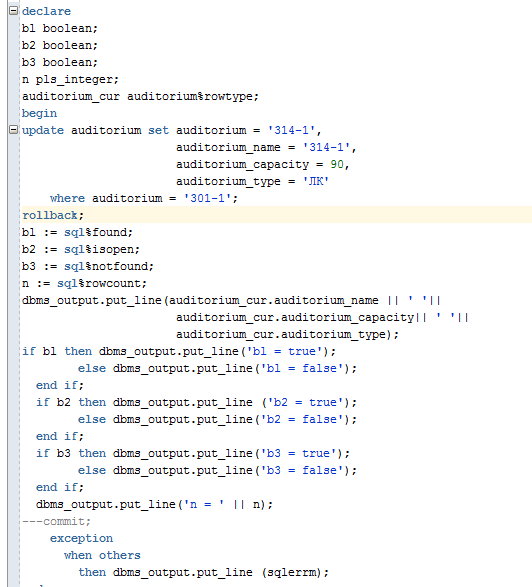 declare
b1 boolean;
b2 boolean;
b3 boolean;
n pls_integer;
auditorium_cur auditorium%rowtype;
begin
update auditorium set auditorium = '314-1',
auditorium_name = '314-1',
auditorium_capacity = 90,
auditorium_type = 'ЛК'
where auditorium = '301-1';
rollback;
b1 := sql%found;
b2 := sql%isopen;
b3 := sql%notfound;
n := sql%rowcount;
dbms_output.put_line(auditorium_cur.auditorium_name || ' '||
auditorium_cur.auditorium_capacity|| ' '||
auditorium_cur.auditorium_type);
if b1 then dbms_output.put_line('b1 = true');
else dbms_output.put_line('b1 = false');
end if;
if b2 then dbms_output.put_line ('b2 = true');
else dbms_output.put_line('b2 = false');
end if;
if b3 then dbms_output.put_line('b3 = true');
else dbms_output.put_line('b3 = false');
end if;
dbms_output.put_line('n = ' || n);
---commit;
exception
when others
then dbms_output.put_line (sqlerrm);